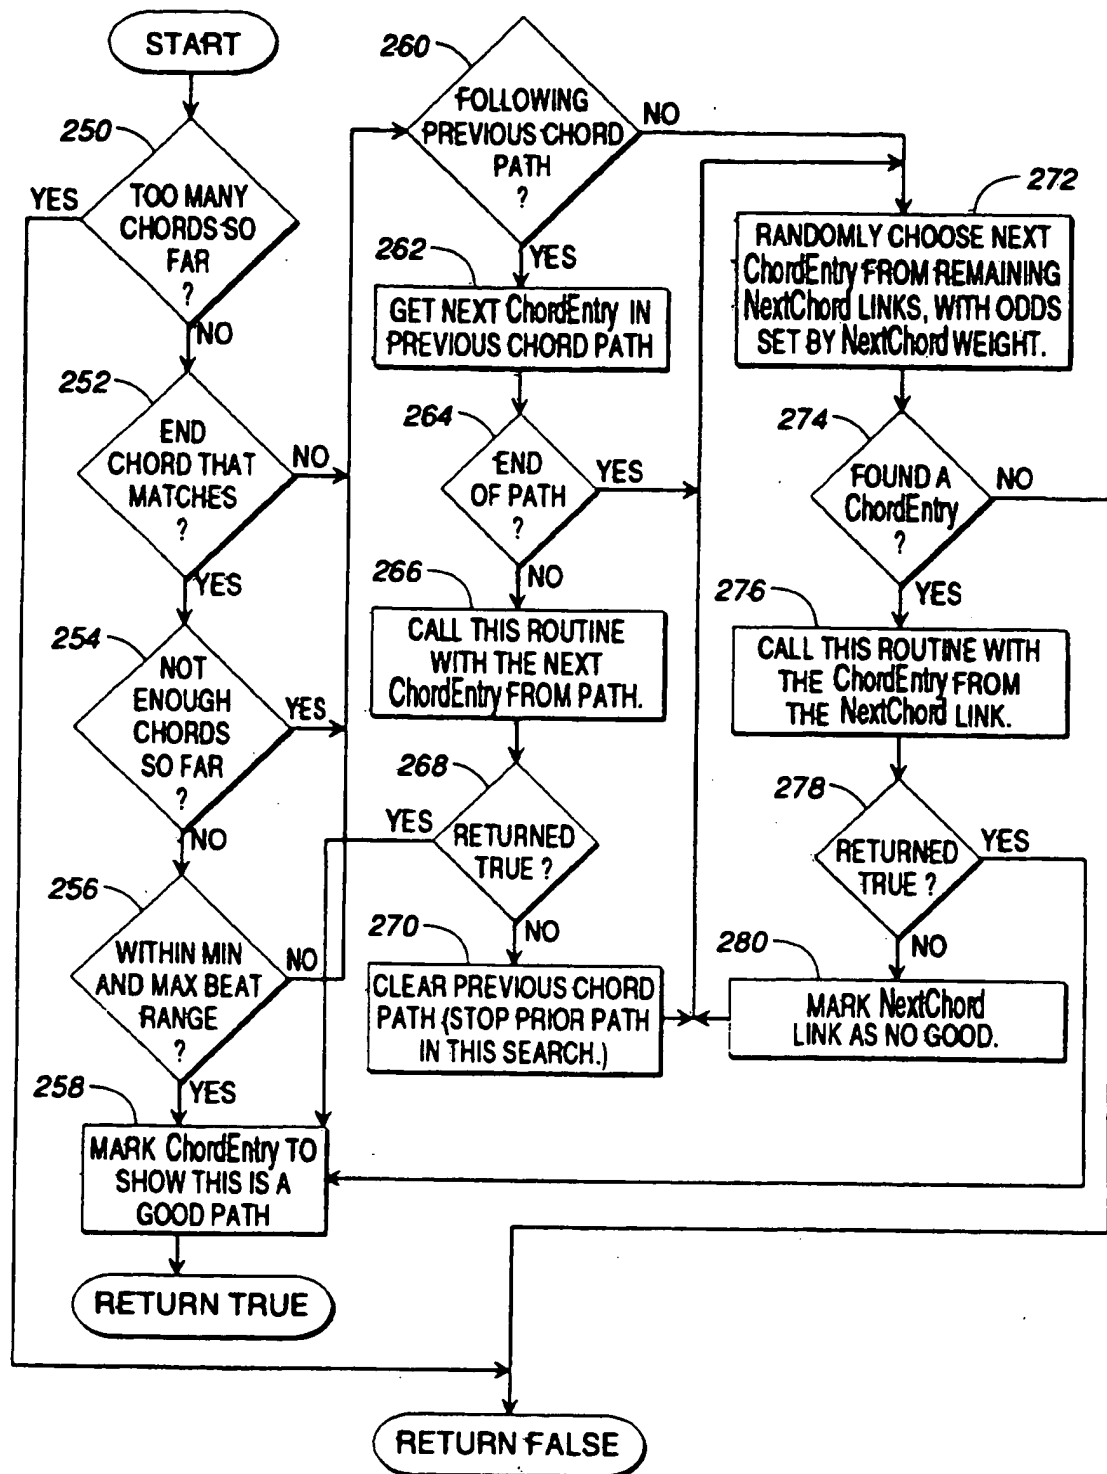 START
250
YES
TOO MANY
CHORDS SO
FAR
?
NO
252
END
CHORD THAT
MATCHES
?
NO
YES
254
NOT
ENOUGH
CHORDS
SO FAR
?
YES
NO
256
WITHIN MIN
AND MAX BEAT
RANGE
?
NO
YES
258
MARK ChordEntry TO
SHOW THIS IS A
GOOD PATH
RETURN TRUE
260
FOLLOWING
PREVIOUS CHORD
PATH
?
NO
YES
262
GET NEXT ChordEntry IN
PREVIOUS CHORD PATH
264
END
OF PATH
?
YES
NO
266
CALL THIS ROUTINE
WITH THE NEXT
ChordEntry FROM PATH.
268
YES
RETURNED
TRUE ?
NO
270
CLEAR PREVIOUS CHORD
PATH (STOP PRIOR PATH
IN THIS SEARCH.)
272
RANDOMLY CHOOSE NEXT
ChordEntry FROM REMAINING
NextChord LINKS, WITH ODDS
SET BY NextChord WEIGHT.
274
FOUND A
ChordEntry
?
NO
YES
276
CALL THIS ROUTINE WITH
THE ChordEntry FROM
THE NextChord LINK.
278
RETURNED
TRUE ?
YES
NO
280
MARK NextChord
LINK AS NO GOOD.
RETURN FALSE